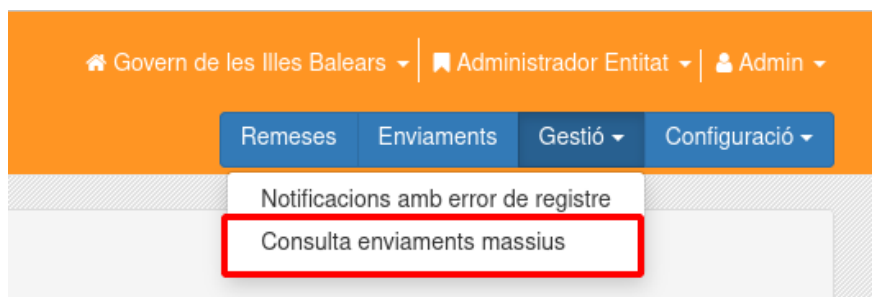 Govern de les Illes Balears Administrador Entitat Admin
Remeses Enviaments Gestió Configuració
Notificacions amb error de registre
Consulta enviaments massius